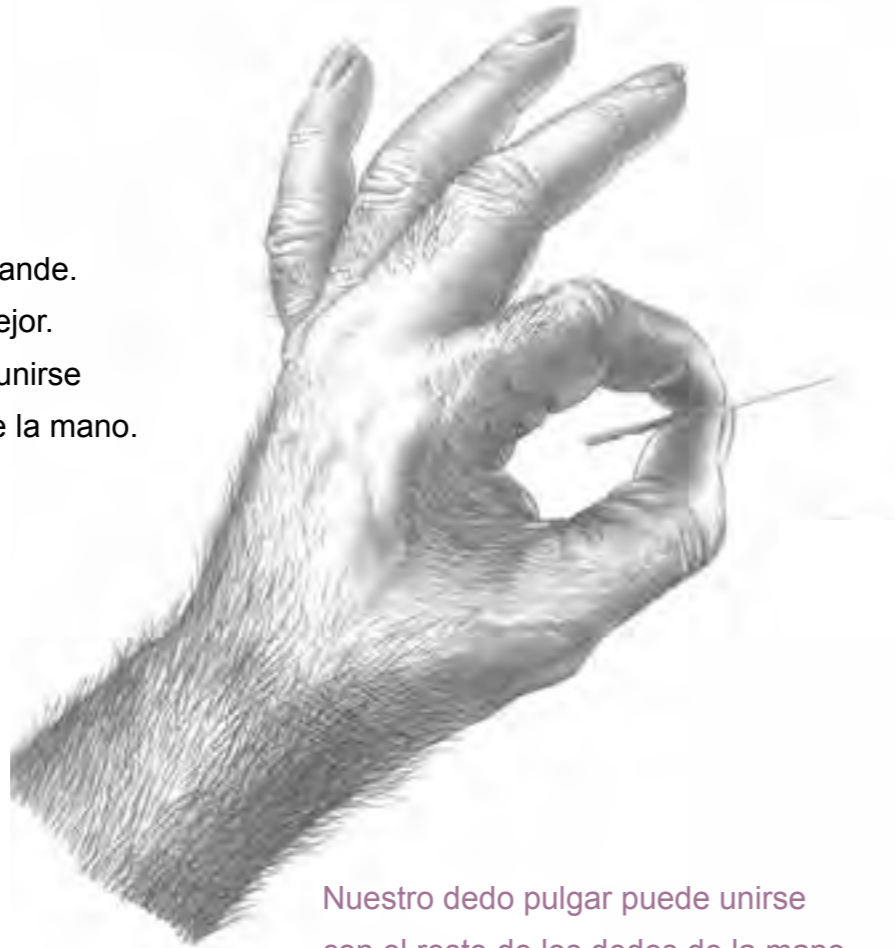 ande.
ejor.
unirse
e la mano.
Nuestro dedo pulgar puede unirse
con el resto de los dedos de la mano